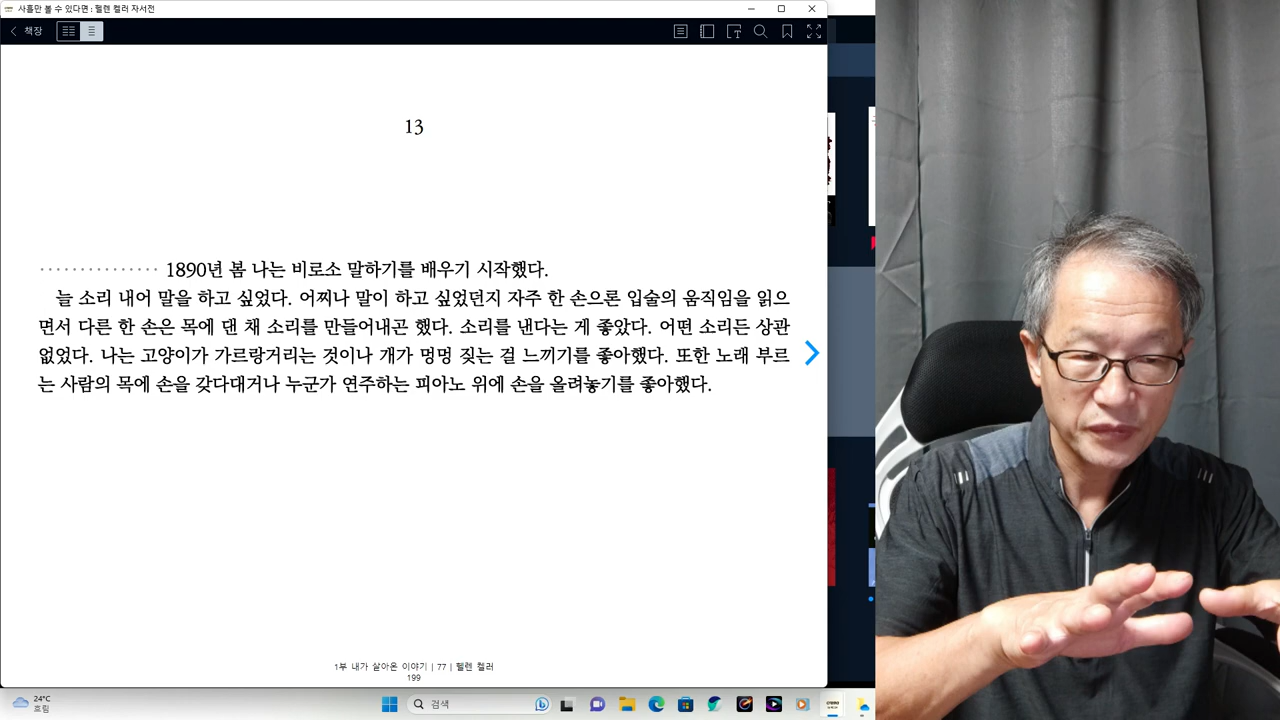 사흘만 볼 수 있다면 : 헬렌 켈러 자서전
책장
13
............... 1890년 봄 나는 비로소 말하기를 배우기 시작했다.
늘 소리 내어 말을 하고 싶었다. 어찌나 말이 하고 싶었던지 자주 한 손으론 입술의 움직임을 읽으
면서 다른 한 손은 목에 댄 채 소리를 만들어내곤 했다. 소리를 낸다는 게 좋았다. 어떤 소리든 상관
없었다. 나는 고양이가 가르랑거리는 것이나 개가 멍멍 짖는 걸 느끼기를 좋아했다. 또한 노래 부르
는 사람의 목에 손을 갖다대거나 누군가 연주하는 피아노 위에 손을 올려놓기를 좋아했다.
1부 내가 살아온 이야기 | 77 | 헬렌 켈러
199
24°C
흐림
검색